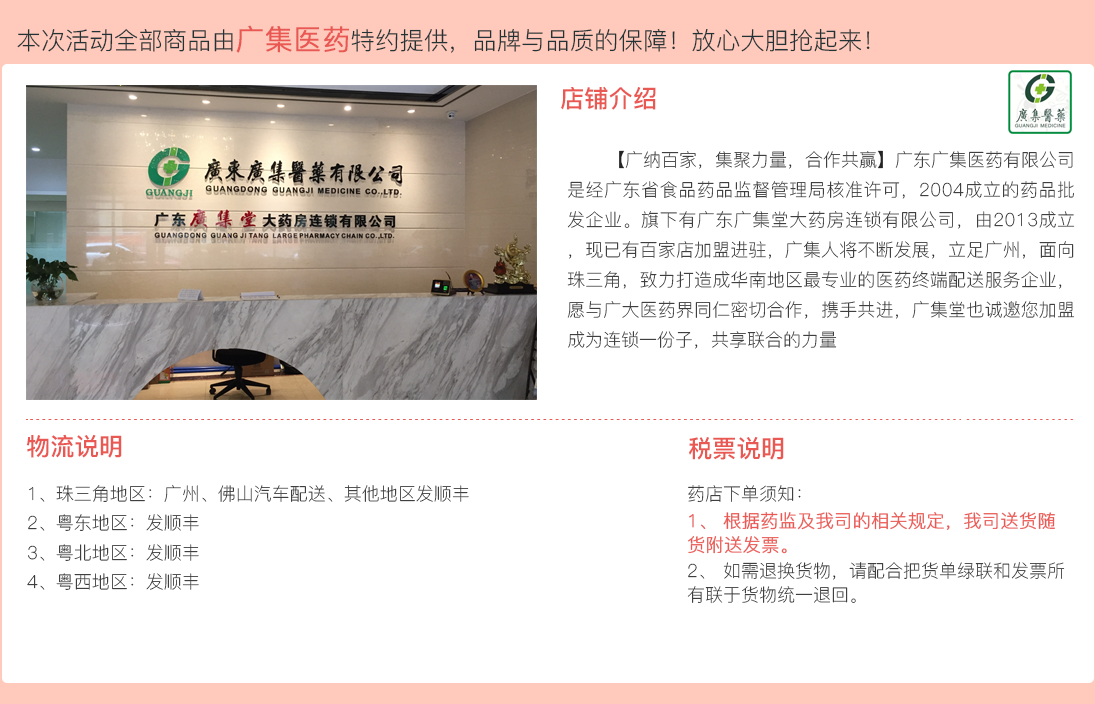 本次活动全部商品由广集医药特约提供，品牌与品质的保障！放心大胆抢起来！
GUANGJI
廣東廣集醫藥有限公司
GUANGDONG GUANGJI MEDICINE CO.,LTD.
广东廣集堂大药房连锁有限公司
GUANGDONG GUANG JI TANG LARGE PHARMACY CHAIN CO.,LTD.
店铺介绍
廣集醫藥
GUANGJI MEDICINE
【广纳百家，集聚力量，合作共赢】广东广集医药有限公司
是经广东省食品药品监督管理局核准许可，2004成立的药品批
发企业。旗下有广东广集堂大药房连锁有限公司，由2013成立
，现已有百家店加盟进驻，广集人将不断发展，立足广州，面向
珠三角，致力打造成华南地区最专业的医药终端配送服务企业，
愿与广大医药界同仁密切合作，携手共进，广集堂也诚邀您加盟
成为连锁一份子，共享联合的力量
物流说明
1、珠三角地区：广州、佛山汽车配送、其他地区发顺丰
2、粤东地区：发顺丰
3、粤北地区：发顺丰
4、粤西地区：发顺丰
税票说明
药店下单须知：
1、 根据药监及我司的相关规定，我司送货随
货附送发票。
2、 如需退换货物，请配合把货单绿联和发票所
有联于货物统一退回。